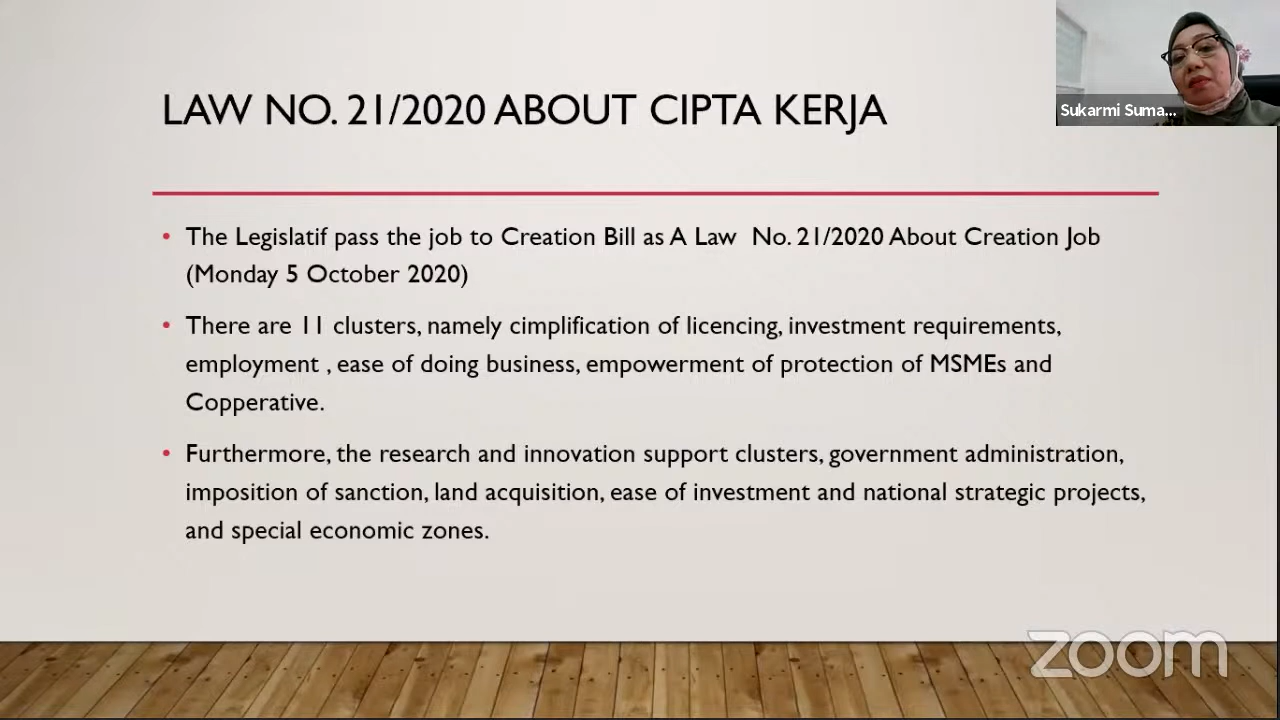 LAW NO. 21/2020 ABOUT CIPTA KERJA
Sukarmi Suma...
• The Legislatif pass the job to Creation Bill as A Law No. 21/2020 About Creation Job
(Monday 5 October 2020)
• There are 11 clusters, namely cimplification of licencing, investment requirements,
employment , ease of doing business, empowerment of protection of MSMEs and
Copperative.
• Furthermore, the research and innovation support clusters, government administration,
imposition of sanction, land acquisition, ease of investment and national strategic projects,
and special economic zones.
zoom